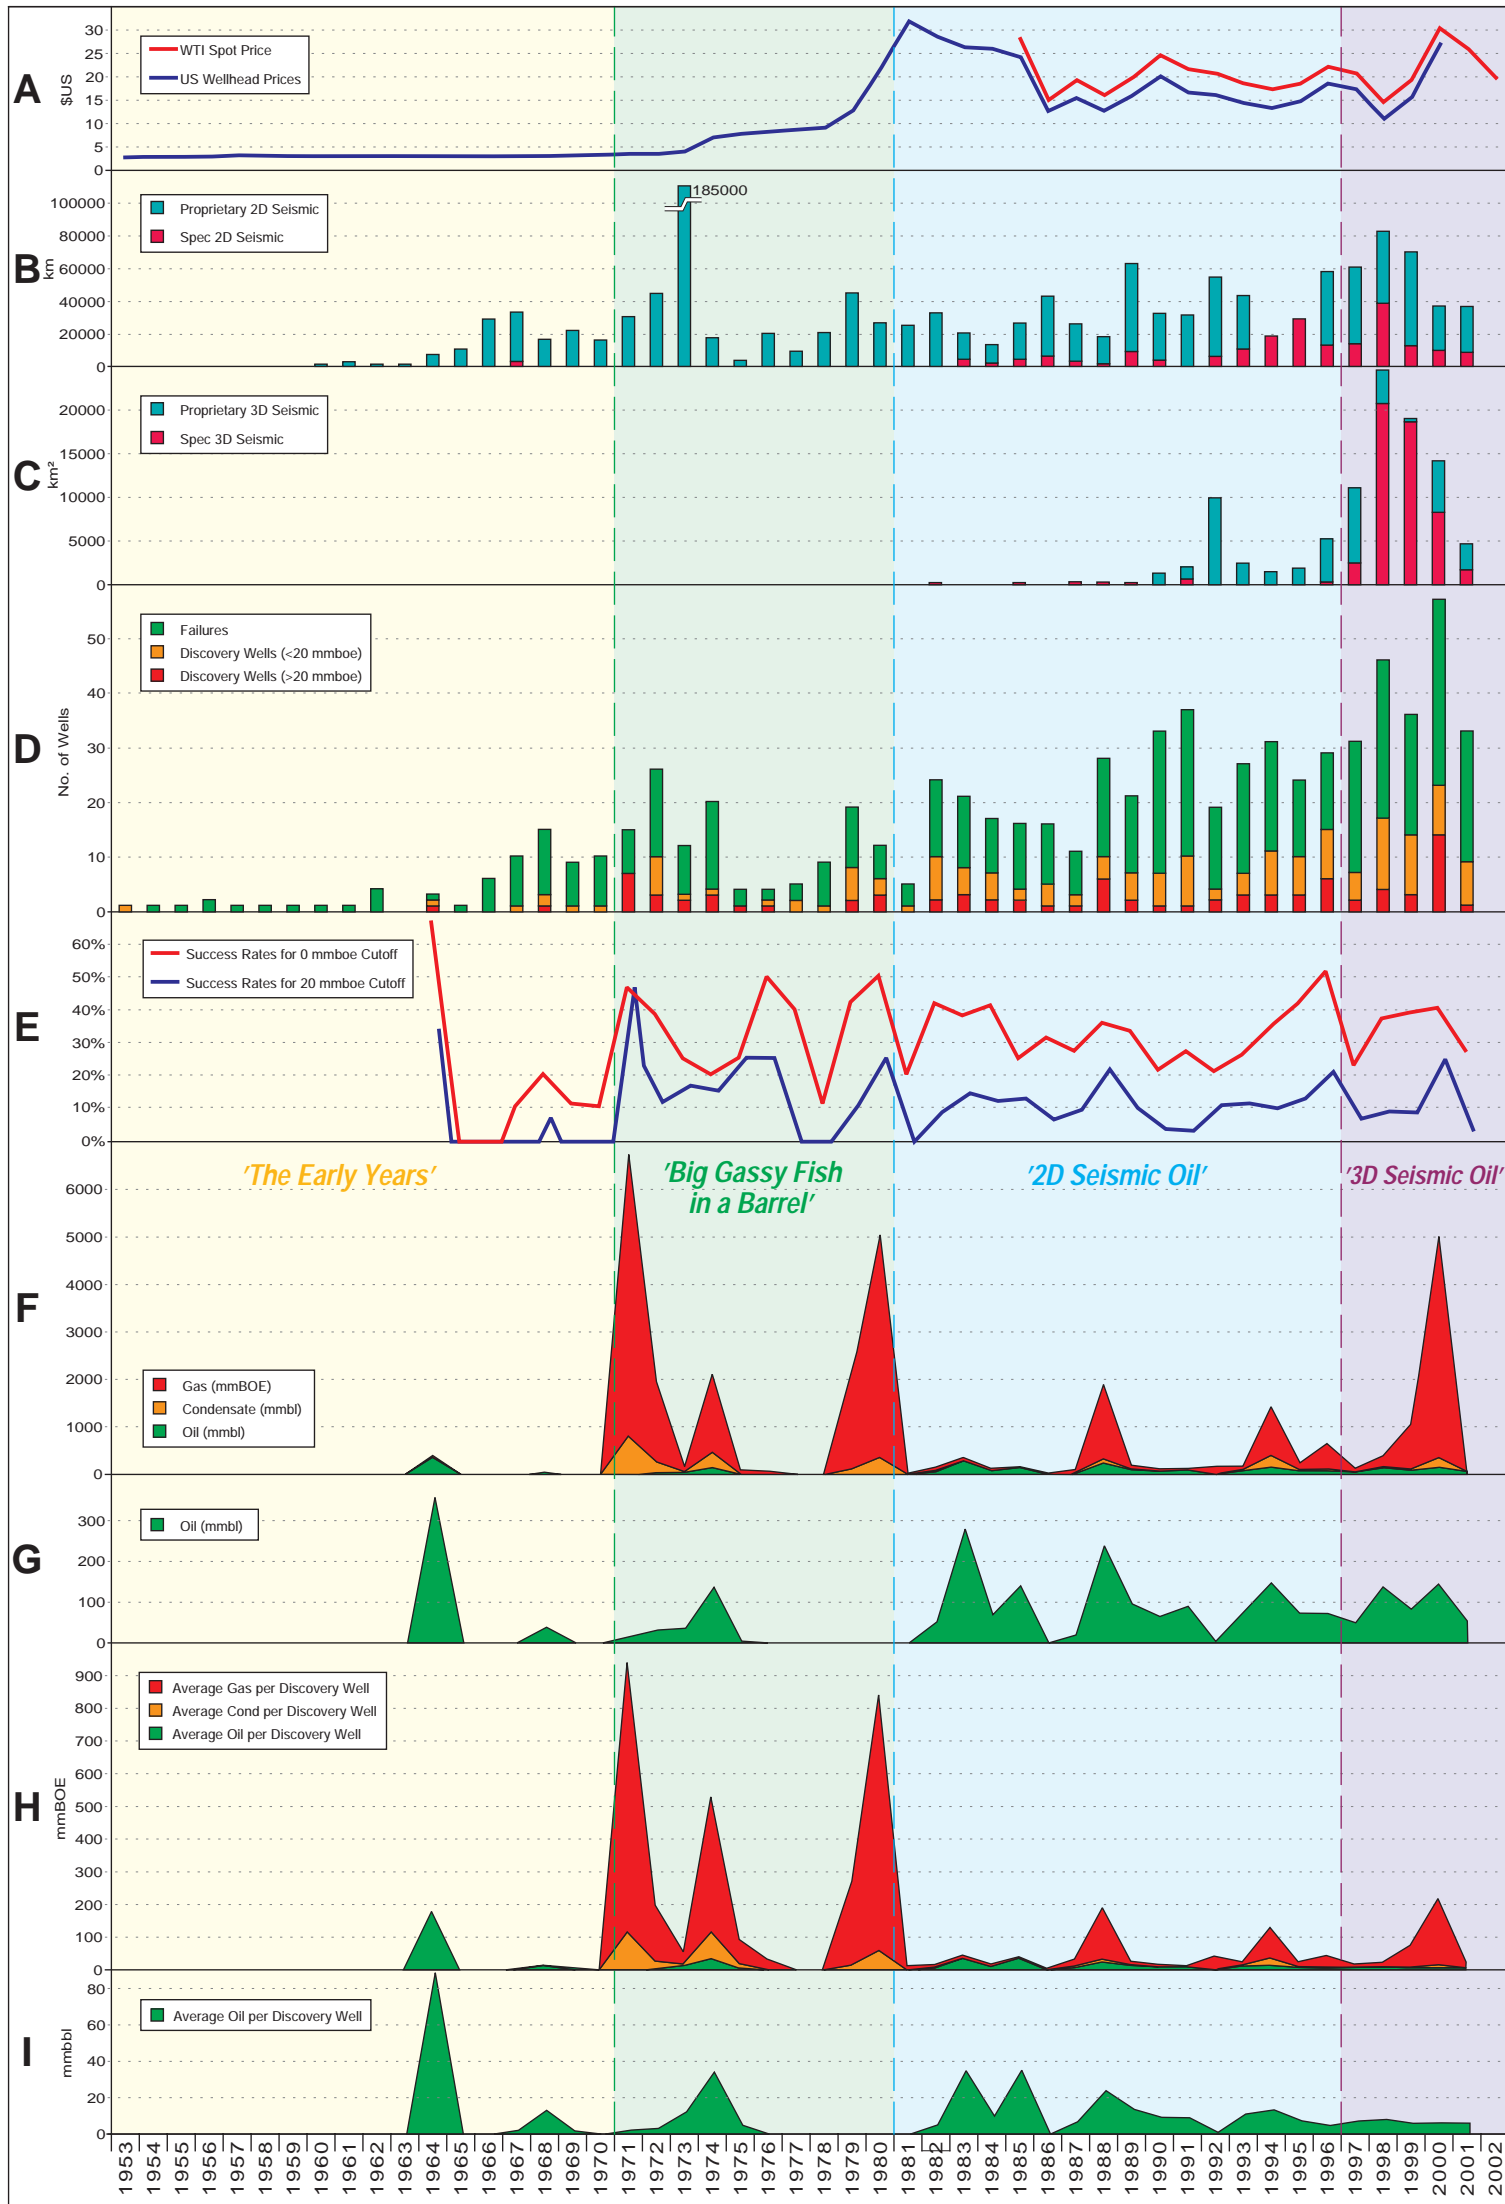 A
$US
30
25
20
15
10
5
0
WTI Spot Price
US Wellhead Prices
B
km
100000
80000
60000
40000
20000
0
Proprietary 2D Seismic
Spec 2D Seismic
185000
C
km²
20000
15000
10000
5000
0
Proprietary 3D Seismic
Spec 3D Seismic
D
No. of Wells
50
40
30
20
10
0
Failures
Discovery Wells (<20 mmboe)
Discovery Wells (>20 mmboe)
E
60%
50%
40%
30%
20%
10%
0%
Success Rates for 0 mmboe Cutoff
Success Rates for 20 mmboe Cutoff
'The Early Years'
'Big Gassy Fish
in a Barrel'
'2D Seismic Oil'
'3D Seismic Oil'
F
6000
5000
4000
3000
2000
1000
0
Gas (mmBOE)
Condensate (mmbl)
Oil (mmbl)
G
300
200
100
0
Oil (mmbl)
H
mmBOE
900
800
700
600
500
400
300
200
100
0
Average Gas per Discovery Well
Average Cond per Discovery Well
Average Oil per Discovery Well
I
mmbbl
80
60
40
20
0
Average Oil per Discovery Well
1953
1954
1955
1956
1957
1958
1959
1960
1961
1962
1963
1964
1965
1966
1967
1968
1969
1970
1971
1972
1973
1974
1975
1976
1977
1978
1979
1980
1981
1982
1983
1984
1985
1986
1987
1988
1989
1990
1991
1992
1993
1994
1995
1996
1997
1998
1999
2000
2001
2002